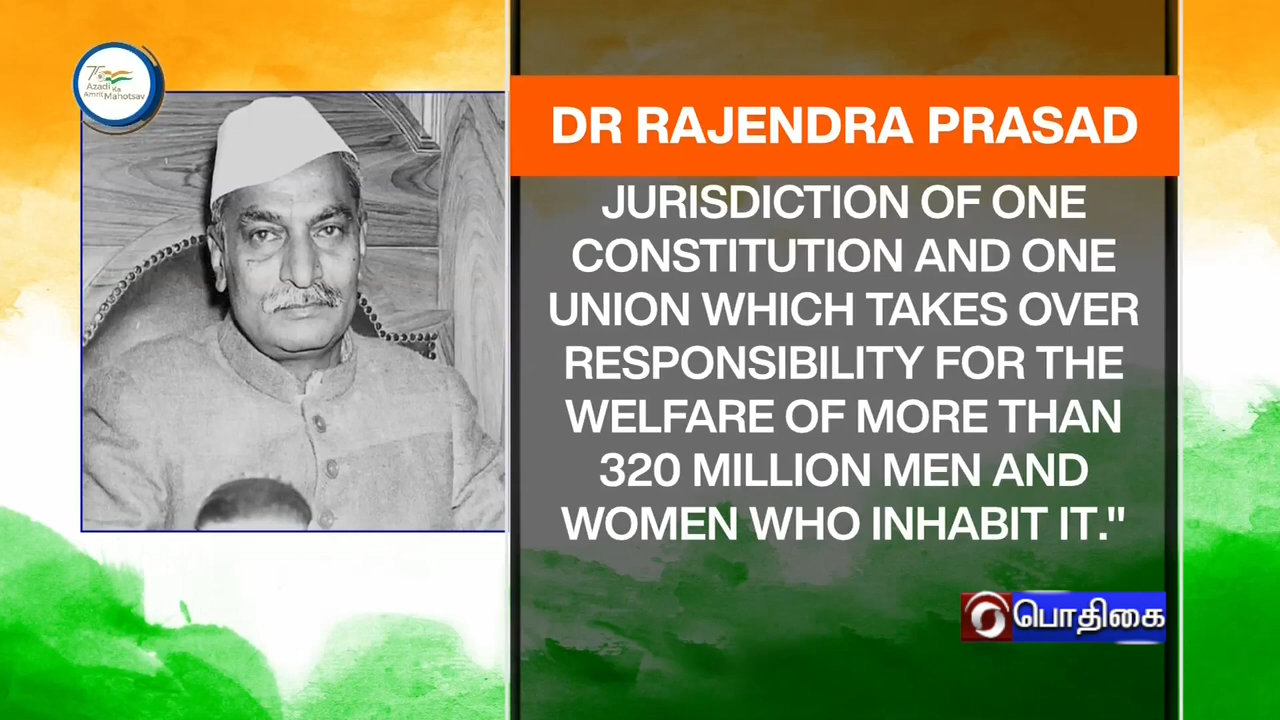 75
Azadi Ka
Amrit Mahotsav
DR RAJENDRA PRASAD
JURISDICTION OF ONE
CONSTITUTION AND ONE
UNION WHICH TAKES OVER
RESPONSIBILITY FOR THE
WELFARE OF MORE THAN
320 MILLION MEN AND
WOMEN WHO INHABIT IT."
பொதிகை